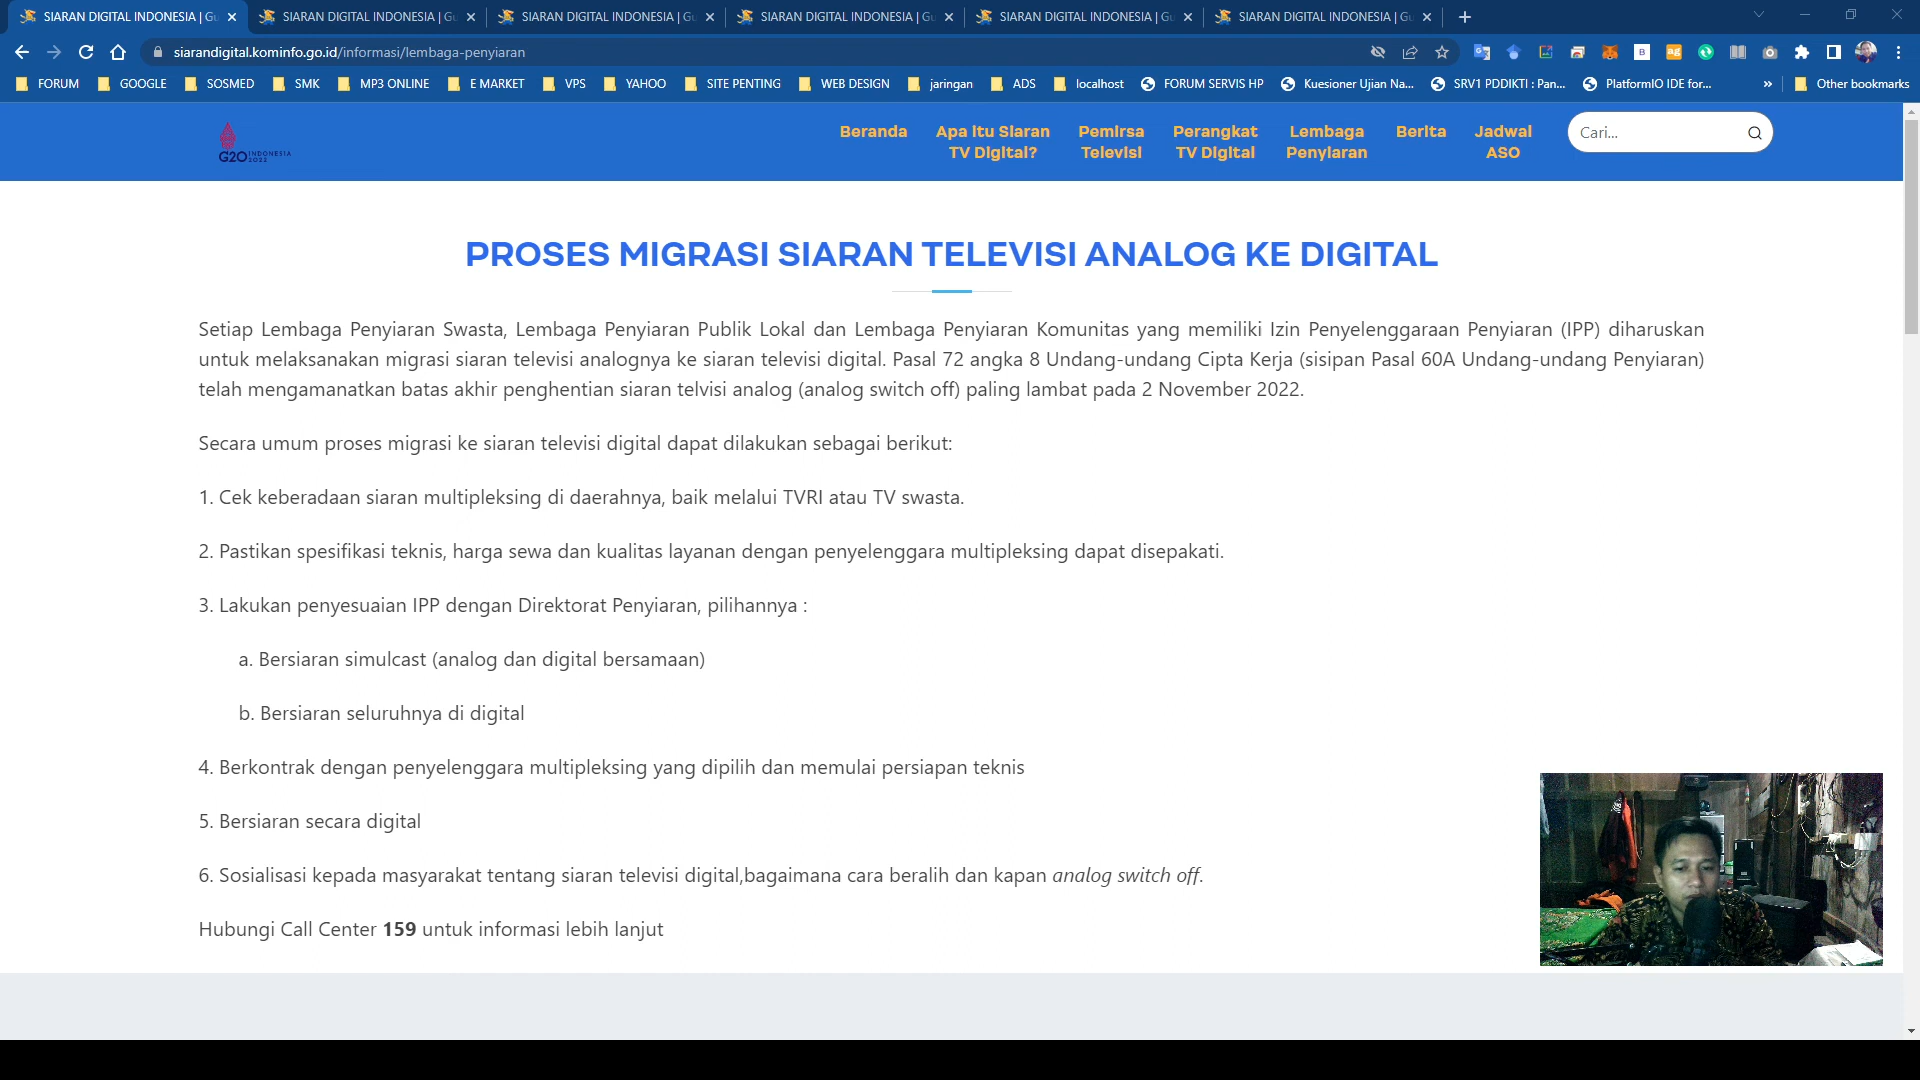 SIARAN DIGITAL INDONESIA | Gu
SIARAN DIGITAL INDONESIA | Gu
SIARAN DIGITAL INDONESIA | Gu
SIARAN DIGITAL INDONESIA | Gu
SIARAN DIGITAL INDONESIA | Gu
SIARAN DIGITAL INDONESIA | Gu
siarandigital.kominfo.go.id/informasi/lembaga-penyiaran
FORUM GOOGLE SOSMED SMK MP3 ONLINE E MARKET VPS YAHOO SITE PENTING WEB DESIGN jaringan ADS localhost FORUM SERVIS HP Kuesioner Ujian Na... SRV1 PDDIKTI : Pan... PlatformIO IDE for... » Other bookmarks
G20 INDONESIA 2022
Beranda
Apa itu Siaran TV Digital?
Pemirsa Televisi
Perangkat TV Digital
Lembaga Penyiaran
Berita
Jadwal ASO
Cari...
PROSES MIGRASI SIARAN TELEVISI ANALOG KE DIGITAL
Setiap Lembaga Penyiaran Swasta, Lembaga Penyiaran Publik Lokal dan Lembaga Penyiaran Komunitas yang memiliki Izin Penyelenggaraan Penyiaran (IPP) diharuskan
untuk melaksanakan migrasi siaran televisi analognya ke siaran televisi digital. Pasal 72 angka 8 Undang-undang Cipta Kerja (sisipan Pasal 60A Undang-undang Penyiaran)
telah mengamanatkan batas akhir penghentian siaran telvisi analog (analog switch off) paling lambat pada 2 November 2022.
Secara umum proses migrasi ke siaran televisi digital dapat dilakukan sebagai berikut:
1. Cek keberadaan siaran multipleksing di daerahnya, baik melalui TVRI atau TV swasta.
2. Pastikan spesifikasi teknis, harga sewa dan kualitas layanan dengan penyelenggara multipleksing dapat disepakati.
3. Lakukan penyesuaian IPP dengan Direktorat Penyiaran, pilihannya :
a. Bersiaran simulcast (analog dan digital bersamaan)
b. Bersiaran seluruhnya di digital
4. Berkontrak dengan penyelenggara multipleksing yang dipilih dan memulai persiapan teknis
5. Bersiaran secara digital
6. Sosialisasi kepada masyarakat tentang siaran televisi digital,bagaimana cara beralih dan kapan analog switch off.
Hubungi Call Center 159 untuk informasi lebih lanjut